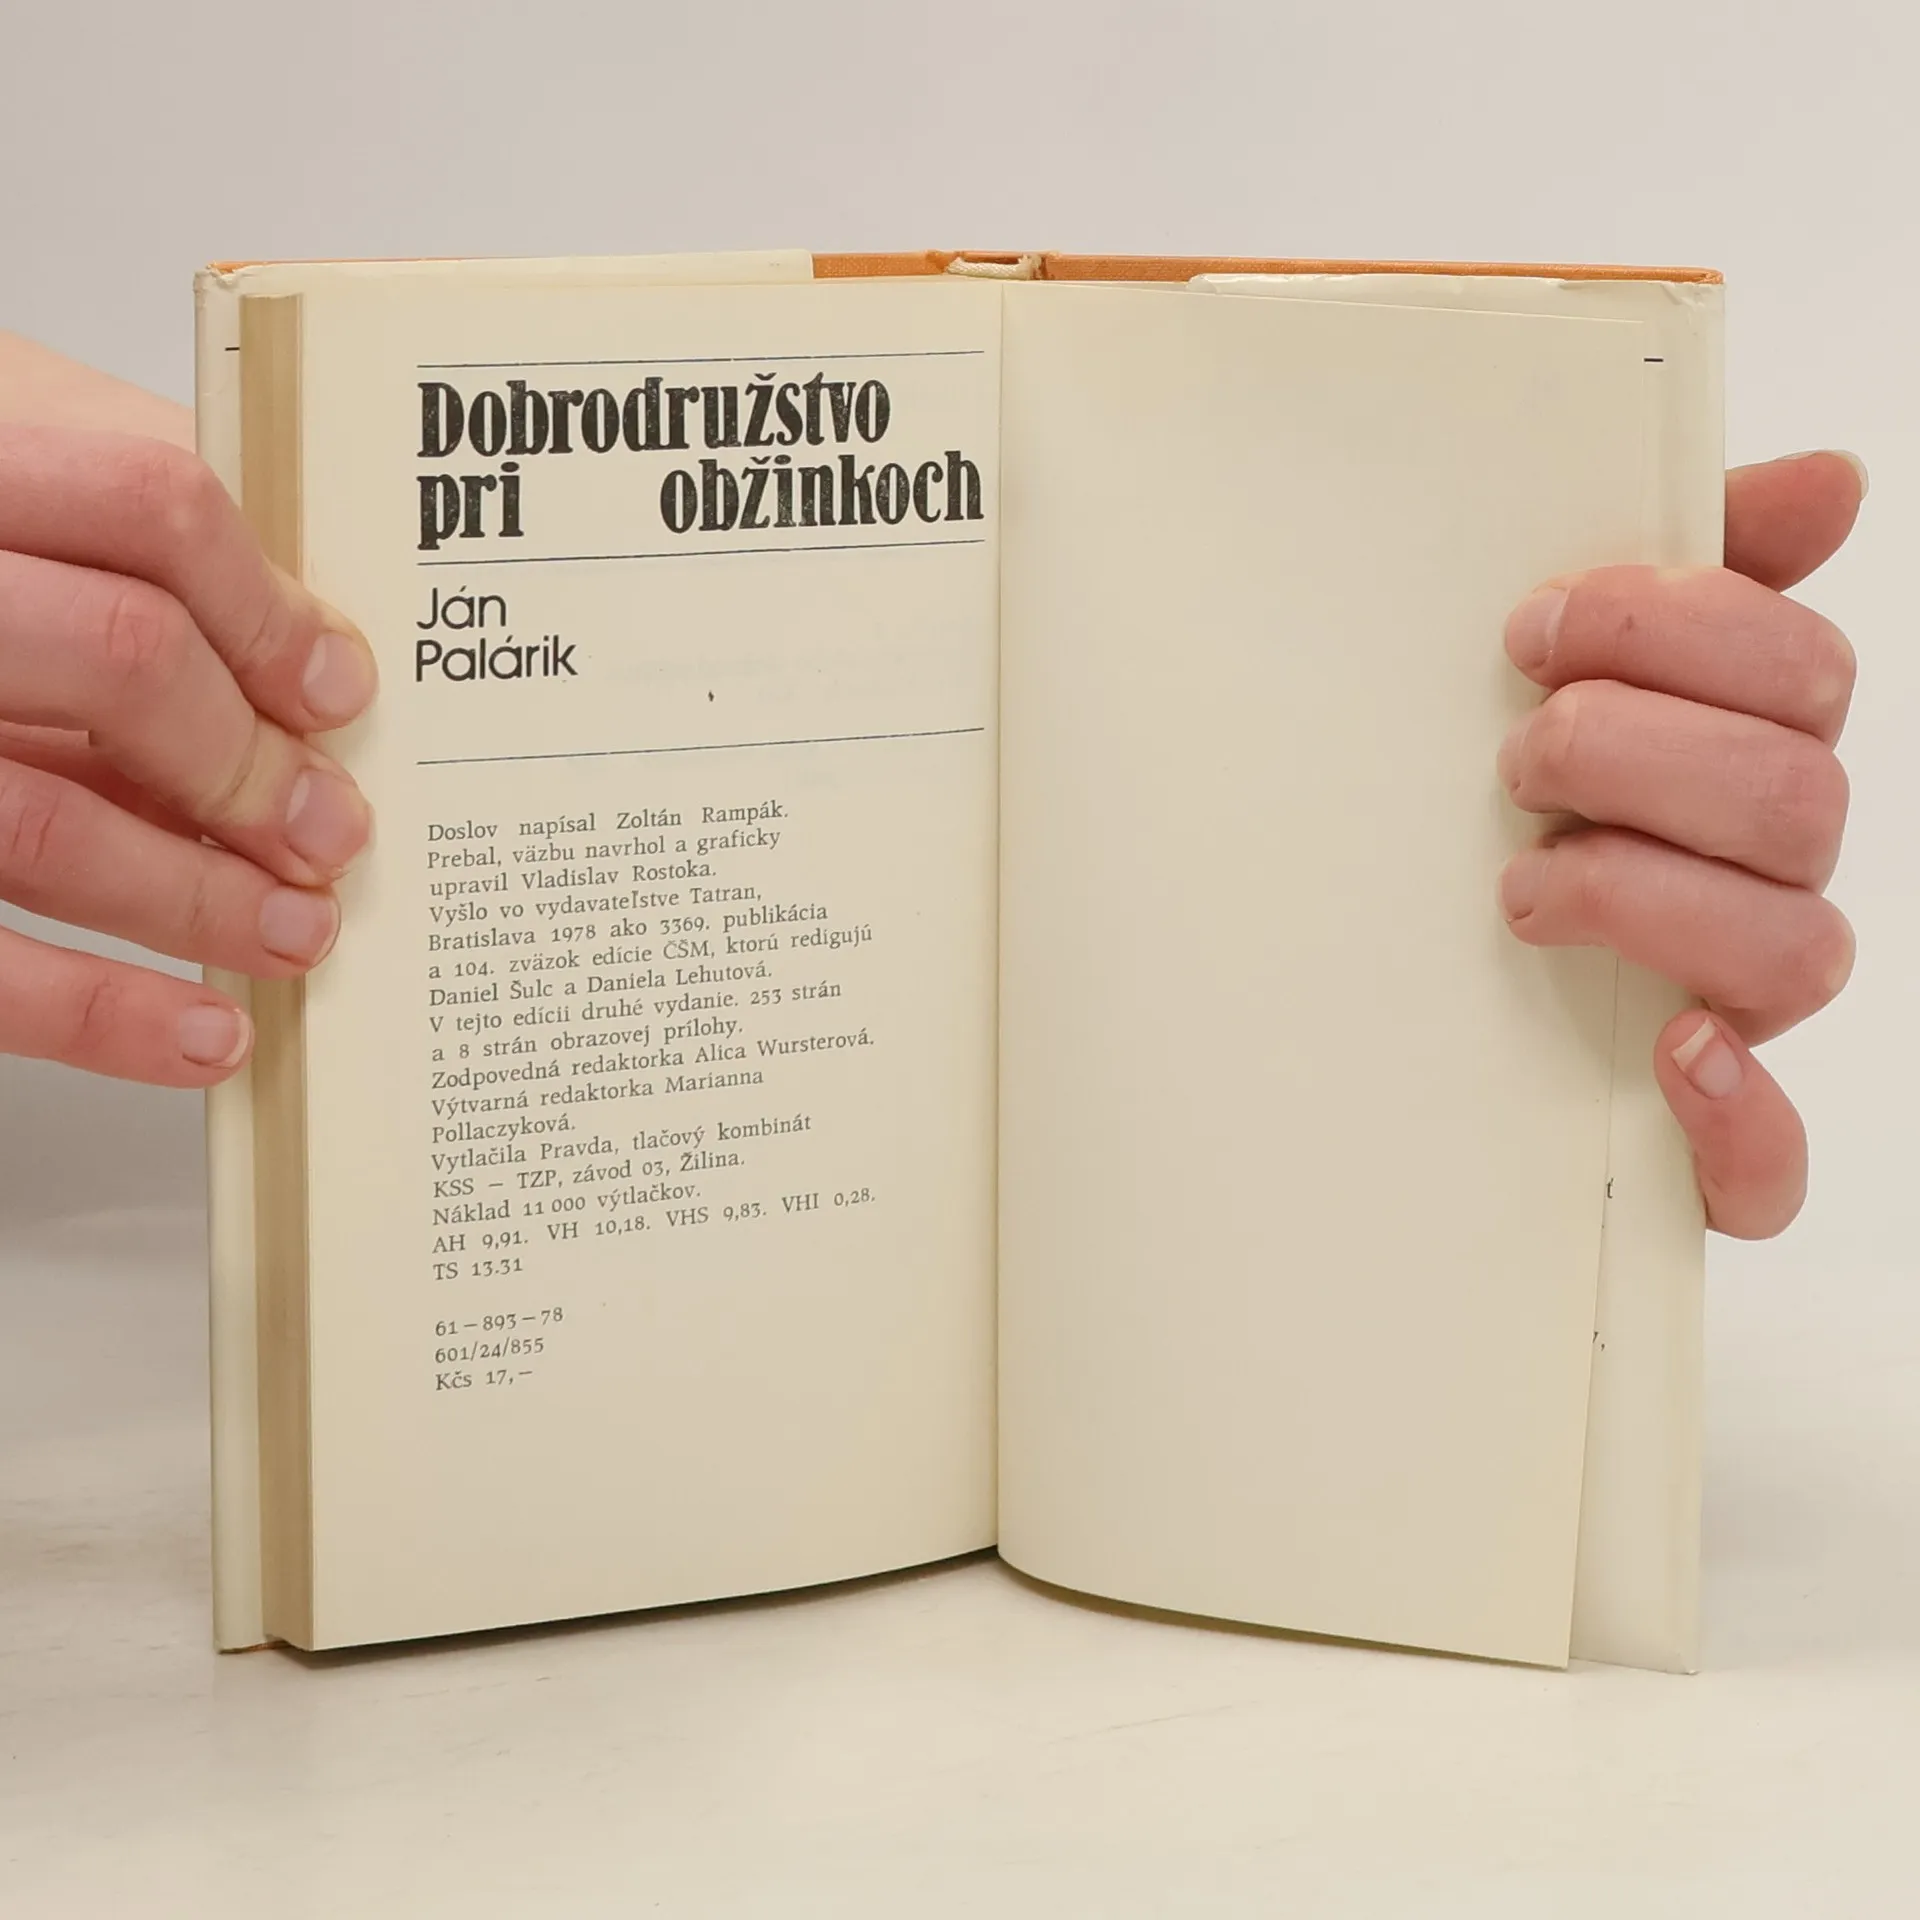 Dobrodružstvo
pri obžinkoch
Ján
Palárik
Doslov napísal Zoltán Rampák.
Prebal, väzbu navrhol a graficky
upravil Vladislav Rostoka.
Vyšlo vo vydavateľstve Tatran,
Bratislava 1978 ako 3369. publikácia
a 104. zväzok edície ČŠM, ktorú redigujú
Daniel Šulc a Daniela Lehutová.
V tejto edícii druhé vydanie. 253 strán
a 8 strán obrazovej prílohy.
Zodpovedná redaktorka Alica Wursterová.
Výtvarná redaktorka Marianna
Pollaczyková.
Vytlačila Pravda, tlačový kombinát
KSS — TZP, závod 03, Žilina.
Náklad 11 000 výtlačkov.
AH 9,91. VH 10,18. VHS 9,83. VHI 0,28.
TS 13.31
61—893—78
601/24/855
Kčs 17,—